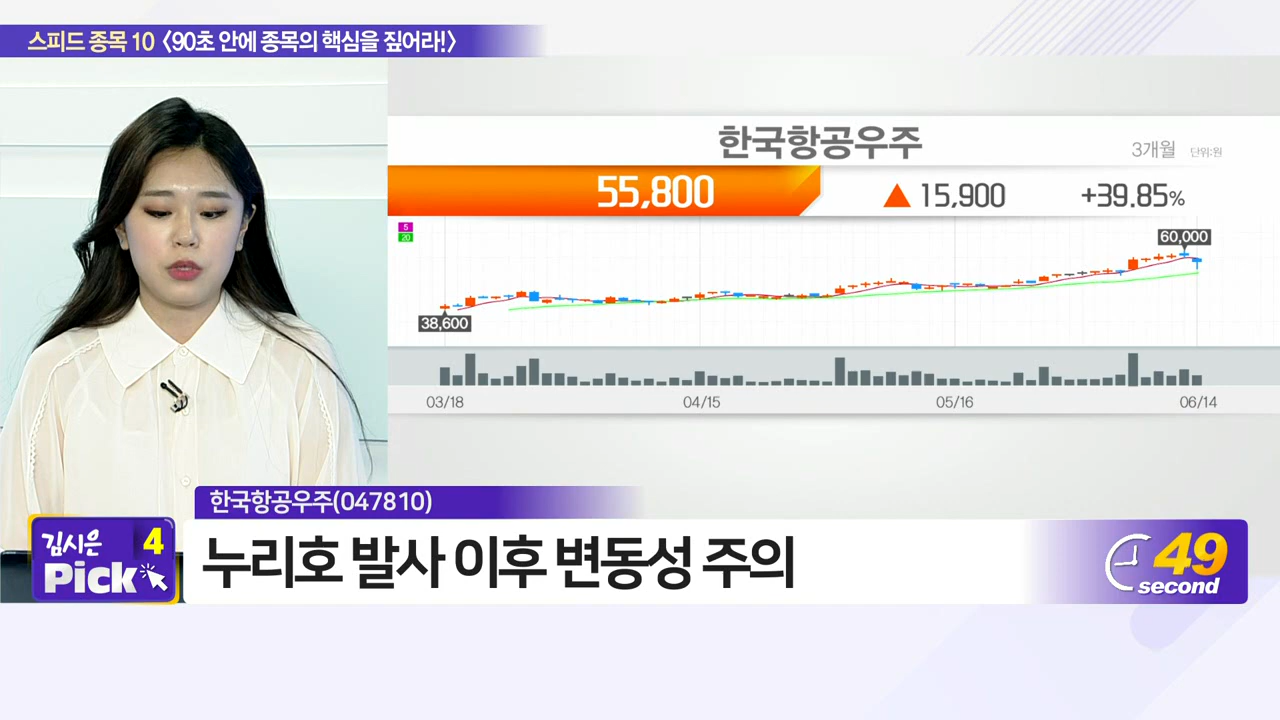 스피드 종목 10 <90초 안에 종목의 핵심을 짚어라!>
한국항공우주
3개월 단위:원
55,800 ▲ 15,900 +39.85%
5
20
60,000
38,600
03/18 04/15 05/16 06/14
한국항공우주(047810)
김시은 4
Pick
누리호 발사 이후 변동성 주의
49
second